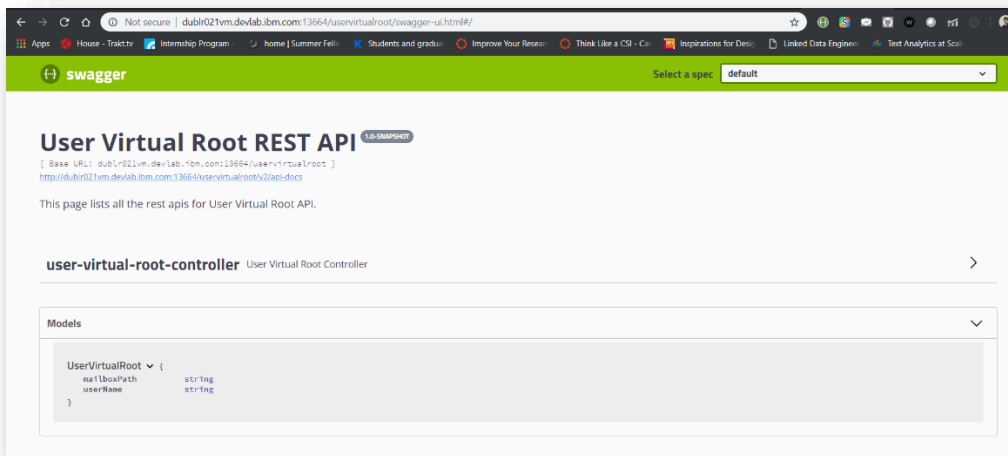 Not secure | dublr021vm.devlab.ibm.com:13664/uservirtualroot/swagger-ui.html#/
Apps House - Trakt.tv Internship Program - home | Summer Fello Students and gradua Improve Your Resear Think Like a CSI - Ca Inspirations for Desig Linked Data Enginee Text Analytics at Scal
swagger Select a spec default
User Virtual Root REST API 1.0-SNAPSHOT
[ Base URL: dublr021vm.devlab.ibm.com:13664/uservirtualroot ]
http://dublr021vm.devlab.ibm.com:13664/uservirtualroot/v2/api-docs
This page lists all the rest apis for User Virtual Root API.
user-virtual-root-controller User Virtual Root Controller
Models
UserVirtualRoot {
mailboxPath string
userName string
}